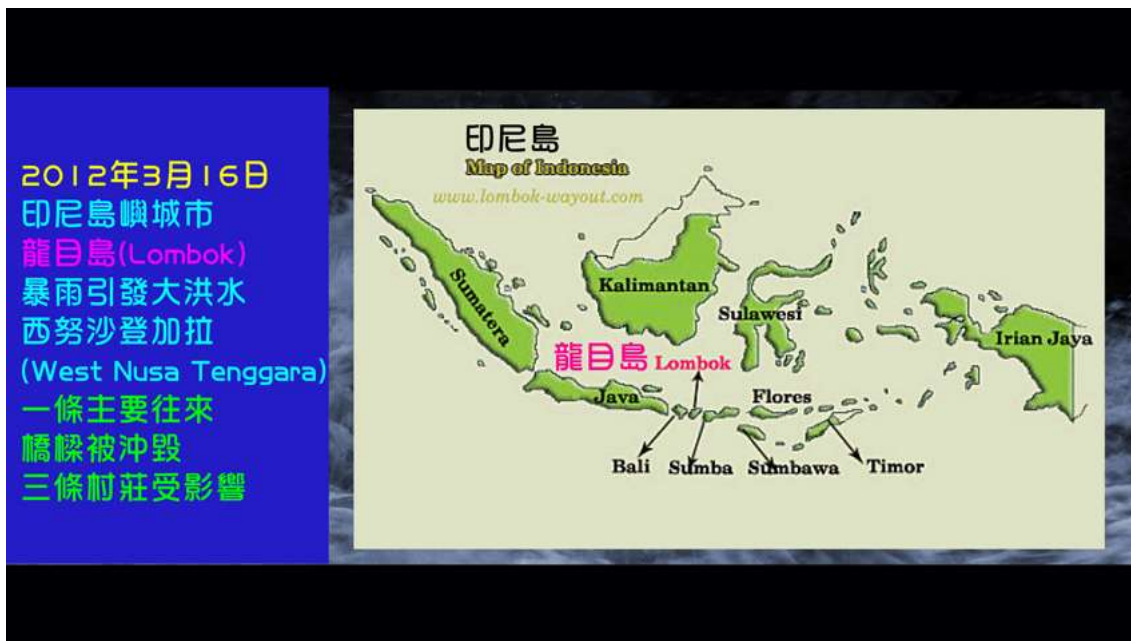 2012年3月16日
印尼島嶼城市
龍目島(Lombok)
暴雨引發大洪水
西努沙登加拉
(West Nusa Tenggara)
一條主要往來
橋樑被沖毀
三條村莊受影響
印尼島
Map of Indonesia
www.lombok-wayout.com
Sumatera
Kalimantan
Sulawesi
Irian Jaya
龍目島 Lombok
Java
Flores
Bali
Sumba
Sumbawa
Timor